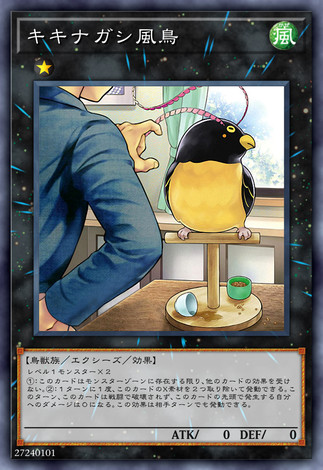 キキナガシ風鳥
風
【鳥獣族/エクシーズ/効果】
レベル1モンスター×2
①:このカードはモンスターゾーンに存在する限り、他のカードの効果を受け
ない。②:1ターンに1度、このカードのX素材を2つ取り除いて発動できる。こ
のターン、このカードは戦闘で破壊されず、このカードの戦闘で発生する自分
へのダメージは0になる。この効果は相手ターンでも発動できる。
ATK/ 0 DEF/ 0
27240101